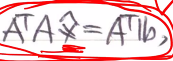 AᵀAx̂ = Aᵀb,